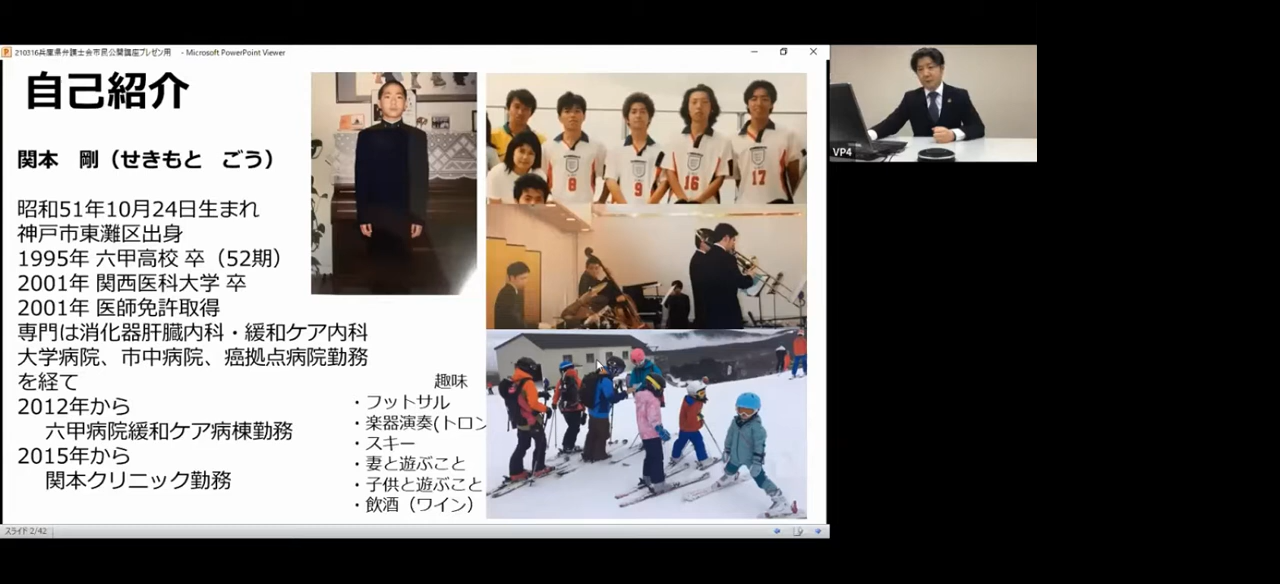 210316兵庫県弁護士会市民公開講座プレゼン用 - Microsoft PowerPoint Viewer
自己紹介
関本 剛（せきもと ごう）
昭和51年10月24日生まれ
神戸市東灘区出身
1995年 六甲高校 卒（52期）
2001年 関西医科大学 卒
2001年 医師免許取得
専門は消化器肝臓内科・緩和ケア内科
大学病院、市中病院、癌拠点病院勤務
を経て
2012年から
六甲病院緩和ケア病棟勤務
2015年から
関本クリニック勤務
趣味
・フットサル
・楽器演奏(トロン
・スキー
・妻と遊ぶこと
・子供と遊ぶこと
・飲酒（ワイン）
8
9
16
17
VP4
スライド 2/42